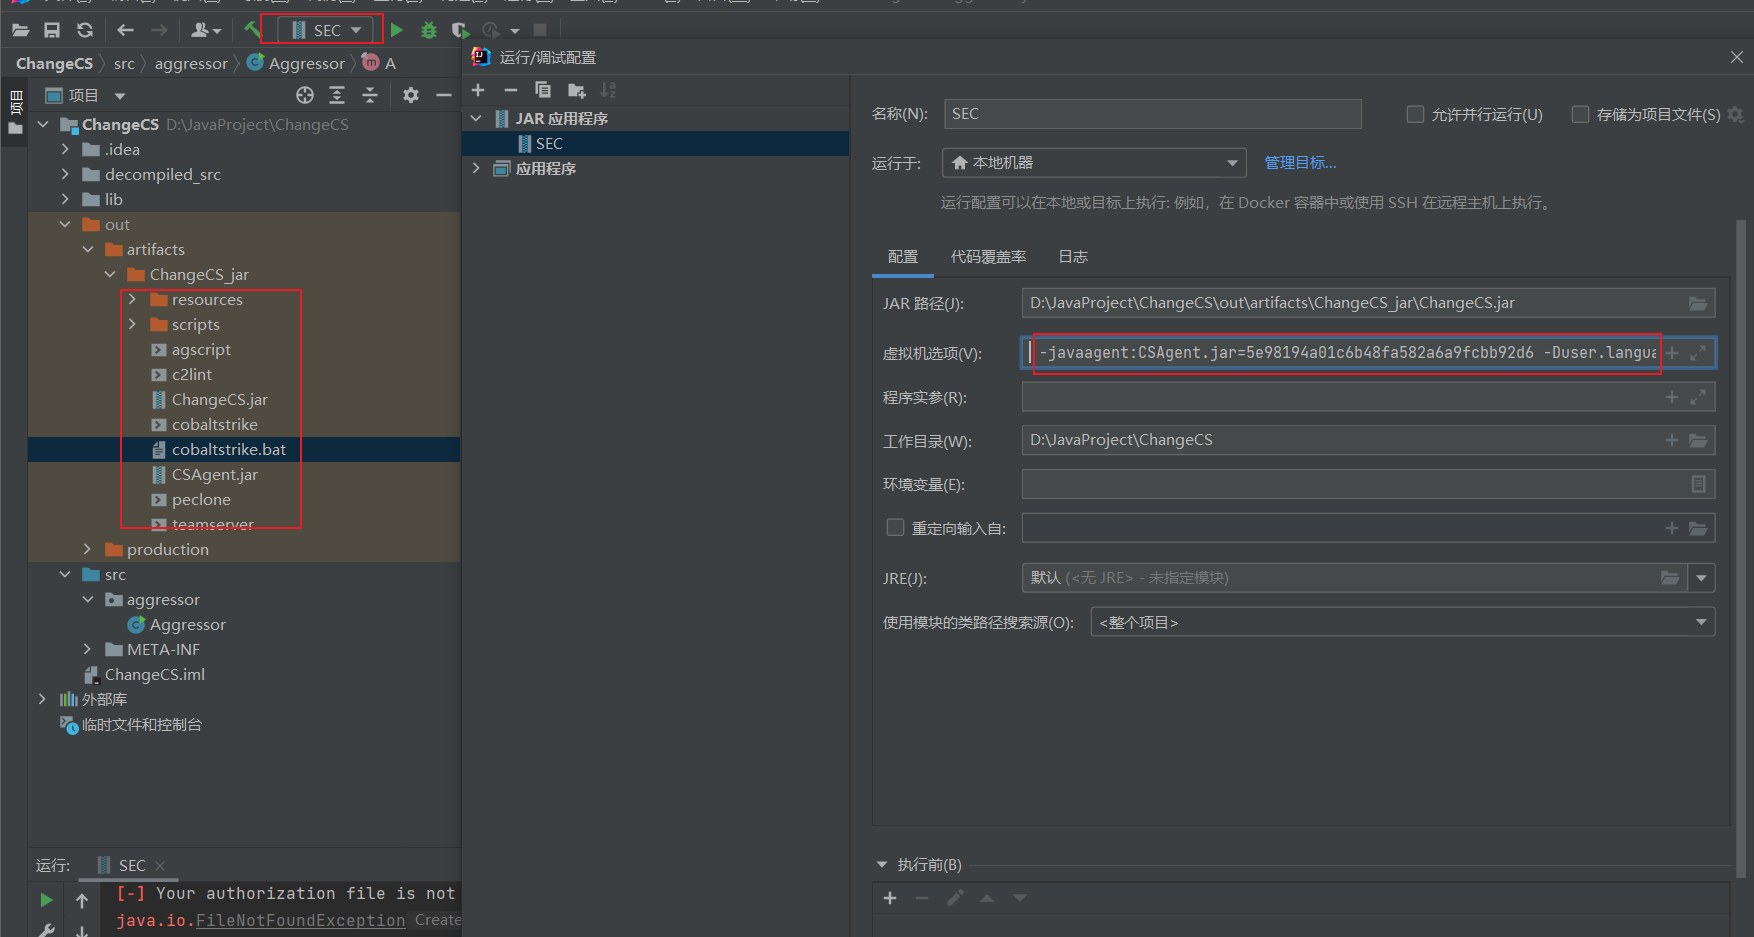 SEC
ChangeCS > src > aggressor > Aggressor > A
运行/调试配置
项目
项目
ChangeCS D:\JavaProject\ChangeCS
.idea
decompiled_src
lib
out
artifacts
ChangeCS_jar
resources
scripts
agscript
c2lint
ChangeCS.jar
cobaltstrike
cobaltstrike.bat
CSAgent.jar
peclone
teamserver
production
src
aggressor
Aggressor
META-INF
ChangeCS.iml
外部库
临时文件和控制台
JAR 应用程序
SEC
应用程序
名称(N): SEC 允许并行运行(U) 存储为项目文件(S)
运行于: 本地机器 管理目标...
运行配置可以在本地或目标上执行: 例如，在 Docker 容器中或使用 SSH 在远程主机上执行。
配置 代码覆盖率 日志
JAR 路径(J): D:\JavaProject\ChangeCS\out\artifacts\ChangeCS_jar\ChangeCS.jar
虚拟机选项(V): -javaagent:CSAgent.jar=5e98194a01c6b48fa582a6a9fcbb92d6 -Duser.langua
程序实参(R):
工作目录(W): D:\JavaProject\ChangeCS
环境变量(E):
重定向输入自:
JRE(J): 默认 (<无 JRE> - 未指定模块)
使用模块的类路径搜索源(O): <整个项目>
执行前(B)
运行: SEC
[-] Your authorization file is not
java.io.FileNotFoundException Create